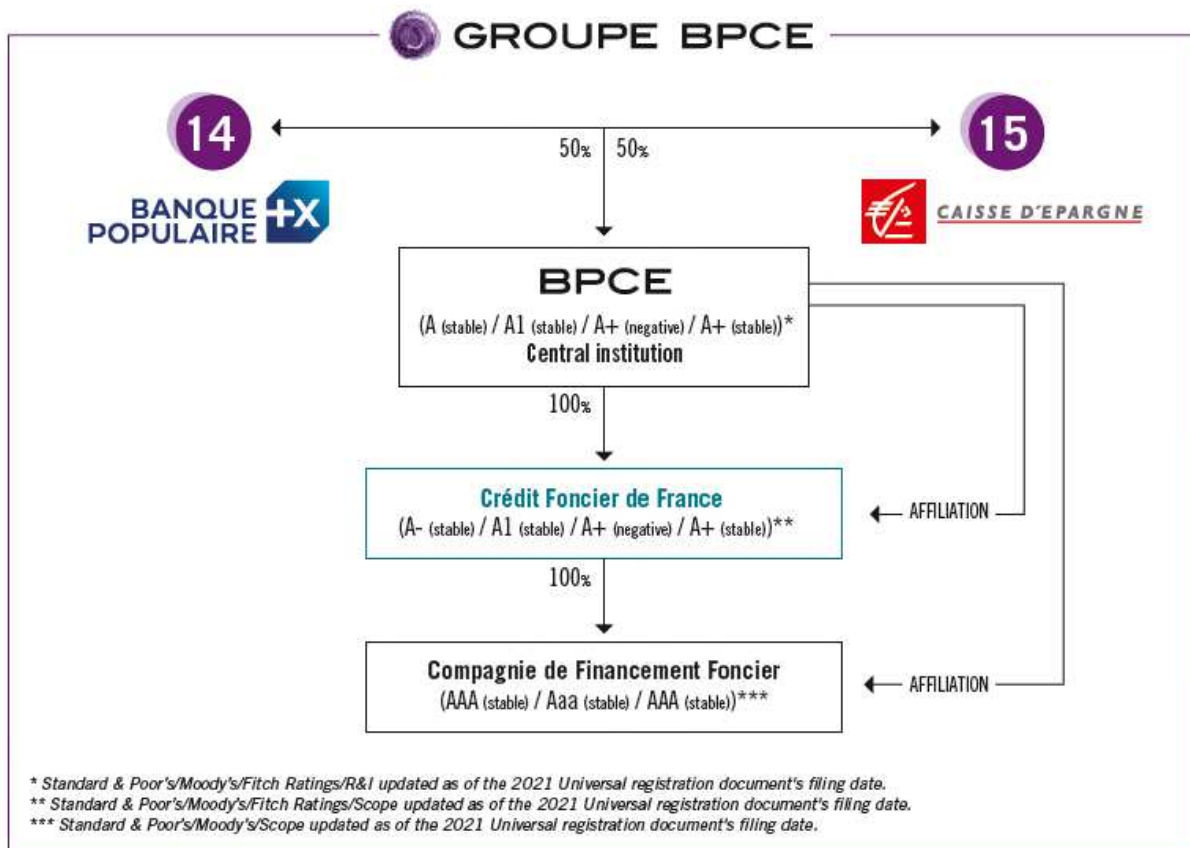 GROUPE BPCE
14
15
50% 50%
BANQUE
POPULAIRE +X
CAISSE D'EPARGNE
BPCE
(A (stable) / A1 (stable) / A+ (negative) / A+ (stable))*
Central institution
100%
Crédit Foncier de France
(A- (stable) / A1 (stable) / A+ (negative) / A+ (stable))**
AFFILIATION
100%
Compagnie de Financement Foncier
(AAA (stable) / Aaa (stable) / AAA (stable))***
AFFILIATION
* Standard & Poor's/Moody's/Fitch Ratings/R&I updated as of the 2021 Universal registration document's filing date.
** Standard & Poor's/Moody's/Fitch Ratings/Scope updated as of the 2021 Universal registration document's filing date.
*** Standard & Poor's/Moody's/Scope updated as of the 2021 Universal registration document's filing date.